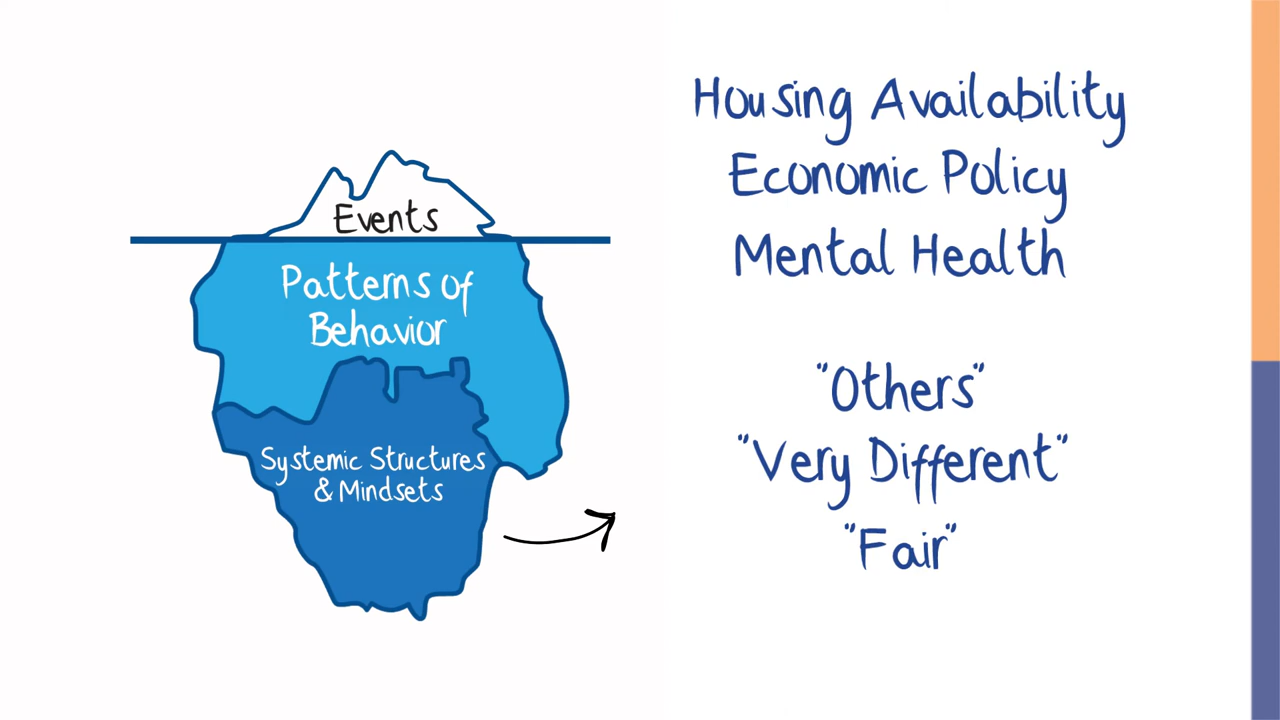 Events
Patterns of
Behavior
Systemic Structures
& Mindsets
Housing Availability
Economic Policy
Mental Health
"Others"
"Very Different"
"Fair"